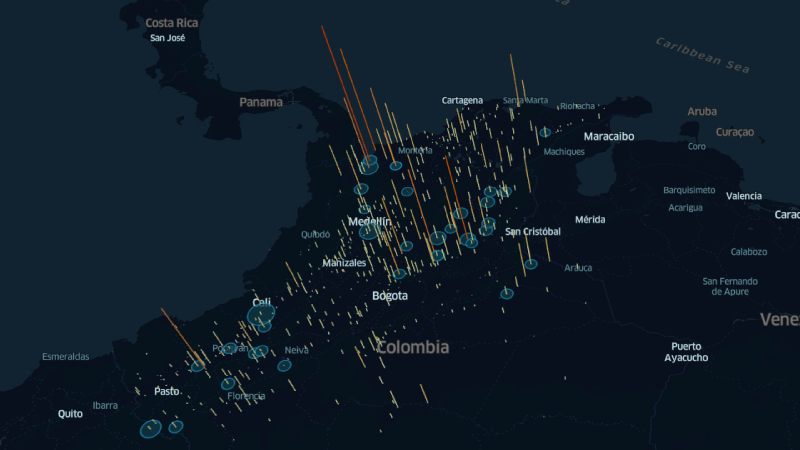 Costa Rica
San José
Caribbean Sea
Panama
Cartagena
Santa Marta
Riohacha
Aruba
Curaçao
Maracaibo
Coro
Montería
Machiques
Barquisimeto
Valencia
Acarigua
Carac
Medellín
Mérida
Quibdó
San Cristóbal
Manizales
Calabozo
Arauca
San Fernando
de Apure
Bogota
Cali
Venez
Colombia
Popayán
Neiva
Puerto
Ayacucho
Esmeraldas
Pasto
Florencia
Ibarra
Quito